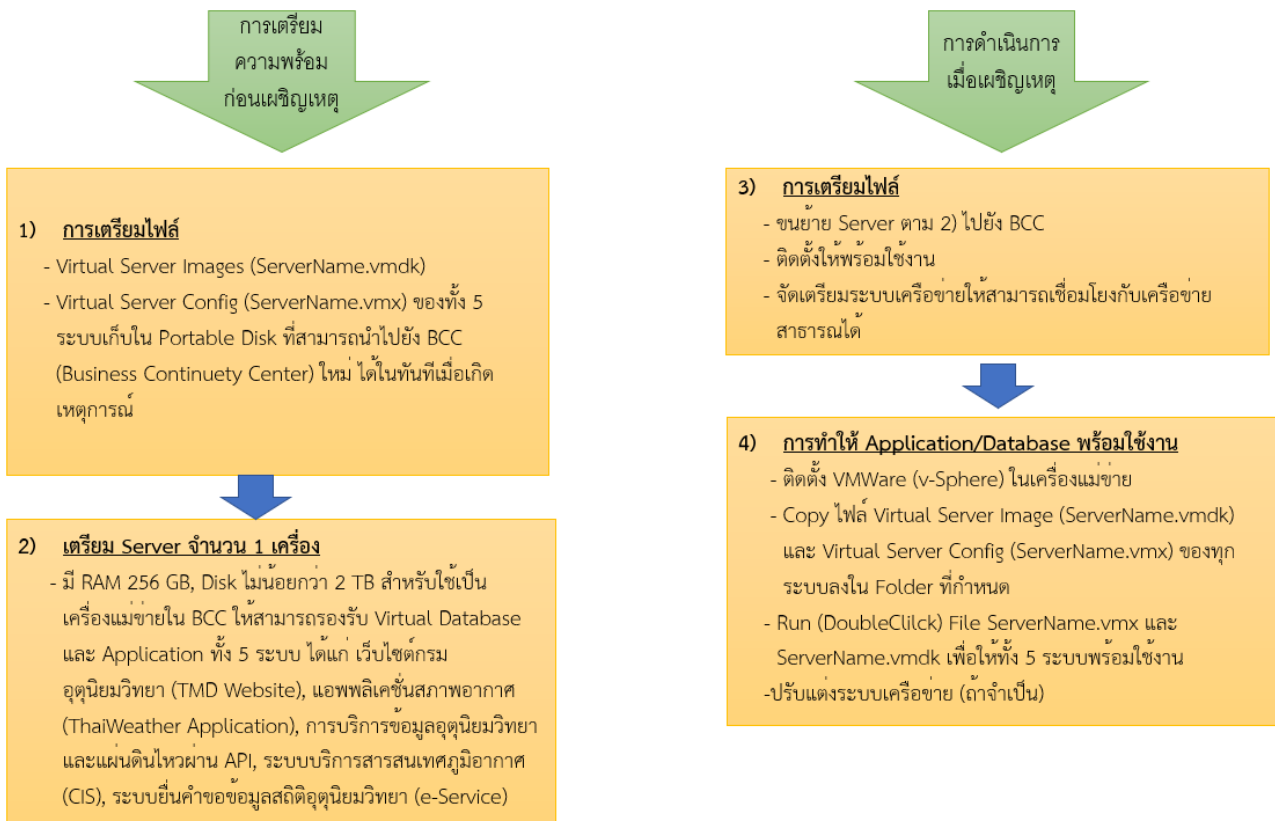 การเตรียม
ความพร้อม
ก่อนเผชิญเหตุ
1) การเตรียมไฟล์
- Virtual Server Images (ServerName.vmdk)
- Virtual Server Config (ServerName.vmx) ของทั้ง 5
ระบบเก็บใน Portable Disk ที่สามารถนำไปยัง BCC
(Business Continuety Center) ใหม่ ได้ในทันทีเมื่อเกิด
เหตุการณ์
2) เตรียม Server จำนวน 1 เครื่อง
- มี RAM 256 GB, Disk ไม่น้อยกว่า 2 TB สำหรับใช้เป็น
เครื่องแม่ข่ายใน BCC ให้สามารถรองรับ Virtual Database
และ Application ทั้ง 5 ระบบ ได้แก่ เว็บไซต์กรม
อุตุนิยมวิทยา (TMD Website), แอพพลิเคชั่นสภาพอากาศ
(ThaiWeather Application), การบริการข้อมูลอุตุนิยมวิทยา
และแผ่นดินไหวผ่าน API, ระบบบริการสารสนเทศภูมิอากาศ
(CIS), ระบบยื่นคำขอข้อมูลสถิติอุตุนิยมวิทยา (e-Service)
การดำเนินการ
เมื่อเผชิญเหตุ
3) การเตรียมไฟล์
- ขนย้าย Server ตาม 2) ไปยัง BCC
- ติดตั้งให้พร้อมใช้งาน
- จัดเตรียมระบบเครือข่ายให้สามารถเชื่อมโยงกับเครือข่าย
สาธารณได้
4) การทำให้ Application/Database พร้อมใช้งาน
- ติดตั้ง VMWare (v-Sphere) ในเครื่องแม่ข่าย
- Copy ไฟล์ Virtual Server Image (ServerName.vmdk)
และ Virtual Server Config (ServerName.vmx) ของทุก
ระบบลงใน Folder ที่กำหนด
- Run (DoubleClilck) File ServerName.vmx และ
ServerName.vmdk เพื่อให้ทั้ง 5 ระบบพร้อมใช้งาน
-ปรับแต่งระบบเครือข่าย (ถ้าจำเป็น)